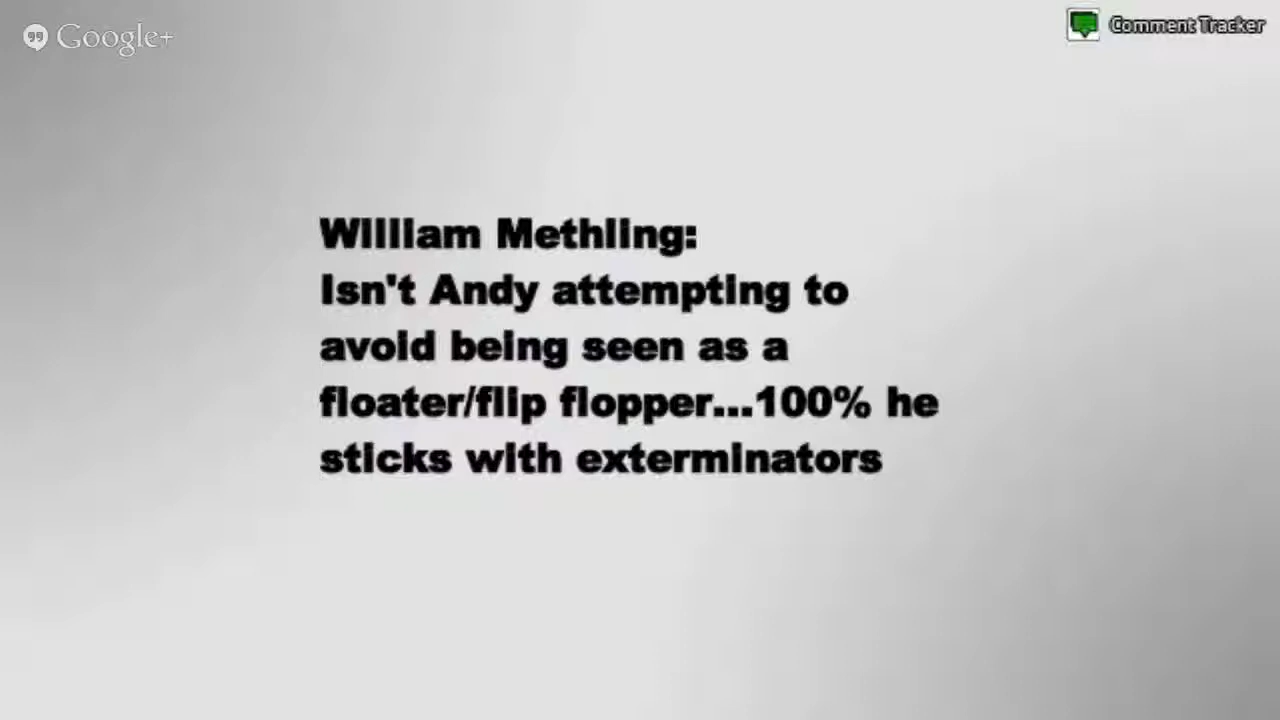 Google+
Comment Tracker
William Methling:
Isn't Andy attempting to
avoid being seen as a
floater/flip flopper...100% he
sticks with exterminators